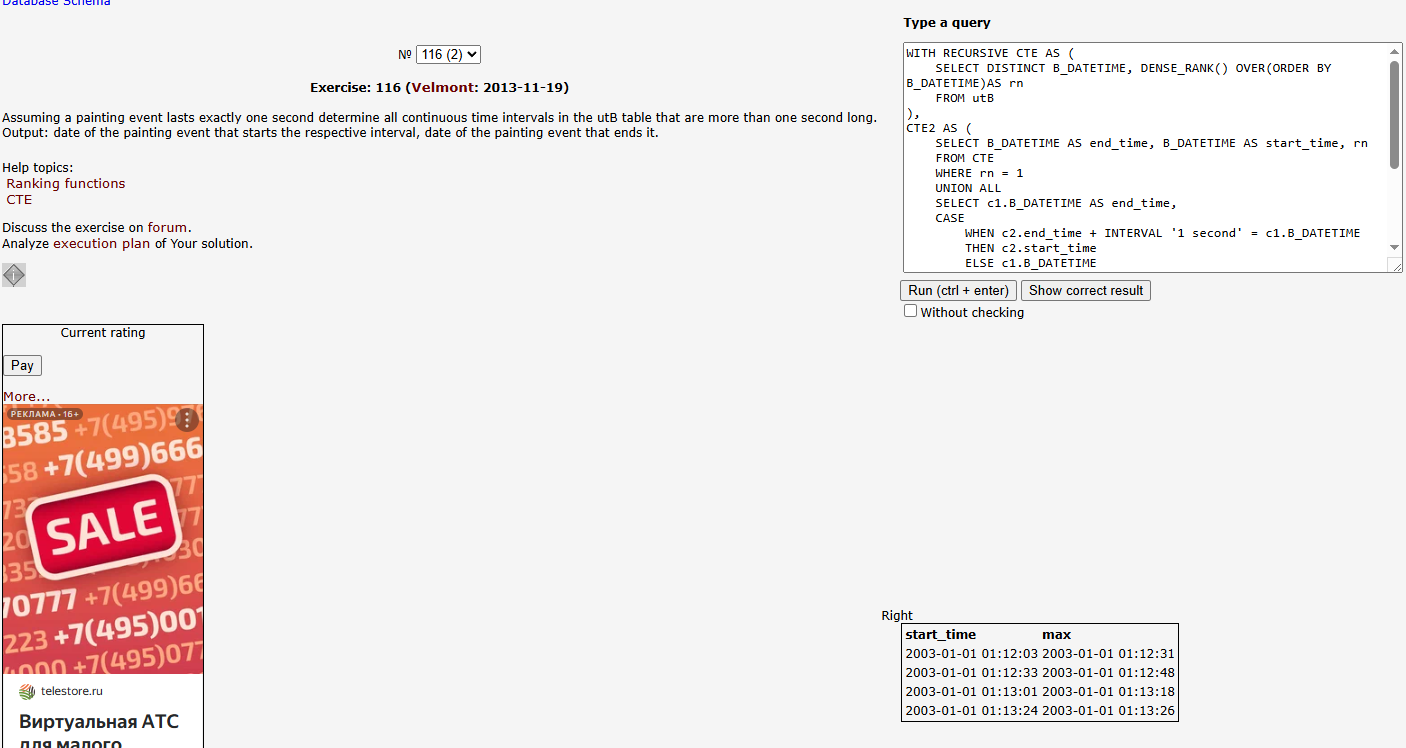 Database Schema
№ 116 (2)
Exercise: 116 (Velmont: 2013-11-19)
Assuming a painting event lasts exactly one second determine all continuous time intervals in the utB table that are more than one second long.
Output: date of the painting event that starts the respective interval, date of the painting event that ends it.
Help topics:
Ranking functions
CTE
Discuss the exercise on forum.
Analyze execution plan of Your solution.
Current rating
Pay
More...
РЕКЛАМА • 16+
8585 +7(495)976
658 +7(499)666
SALE
70777 +7(499)66
223 +7(495)001
4000 +7(495)077
telestore.ru
Виртуальная АТС
для малого
Type a query
WITH RECURSIVE CTE AS (
SELECT DISTINCT B_DATETIME, DENSE_RANK() OVER(ORDER BY
B_DATETIME)AS rn
FROM utB
),
CTE2 AS (
SELECT B_DATETIME AS end_time, B_DATETIME AS start_time, rn
FROM CTE
WHERE rn = 1
UNION ALL
SELECT c1.B_DATETIME AS end_time,
CASE
WHEN c2.end_time + INTERVAL '1 second' = c1.B_DATETIME
THEN c2.start_time
ELSE c1.B_DATETIME
Run (ctrl + enter) Show correct result
Without checking
Right
start_time max
2003-01-01 01:12:03 2003-01-01 01:12:31
2003-01-01 01:12:33 2003-01-01 01:12:48
2003-01-01 01:13:01 2003-01-01 01:13:18
2003-01-01 01:13:24 2003-01-01 01:13:26